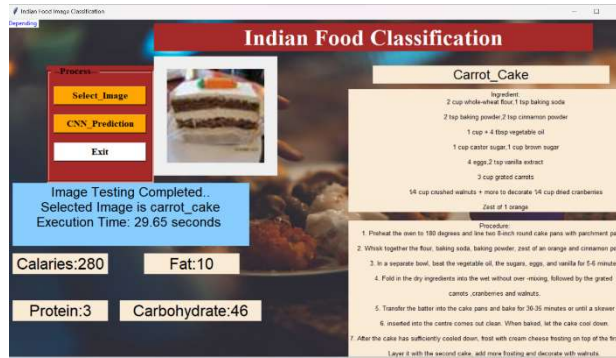 Indian Food Image Classification
Depending
Indian Food Classification
Process
Select_Image
CNN_Prediction
Exit
Image Testing Completed..
Selected Image is carrot_cake
Execution Time: 29.65 seconds
Calaries:280
Fat:10
Protein:3
Carbohydrate:46
Carrot_Cake
Ingredient:
2 cup whole-wheat flour,1 tsp baking soda
2 tsp baking powder,2 tsp cinnamon powder
1 cup + 4 tbsp vegetable oil
1 cup castor sugar,1 cup brown sugar
4 eggs,2 tsp vanilla extract
3 cup grated carrots
1/4 cup crushed walnuts + more to decorate 1/4 cup dried cranberries
Zest of 1 orange
Procedure:
1. Preheat the oven to 180 degrees and line two 8-inch round cake pans with parchment pa
2. Whisk together the flour, baking soda, baking powder, zest of an orange and cinnamon po
3. In a separate bowl, beat the vegetable oil, the sugars, eggs, and vanilla for 5-6 minute
4. Fold in the dry ingredients into the wet without over -mixing, followed by the grated
carrots ,cranberries and walnuts.
5. Transfer the batter into the cake pans and bake for 30-35 minutes or until a skewer
6. inserted into the centre comes out clean. When baked, let the cake cool down.
7. After the cake has sufficiently cooled down, frost with cream cheese frosting on top of the fir
Layer it with the second cake, add more frosting and decorate with walnuts.